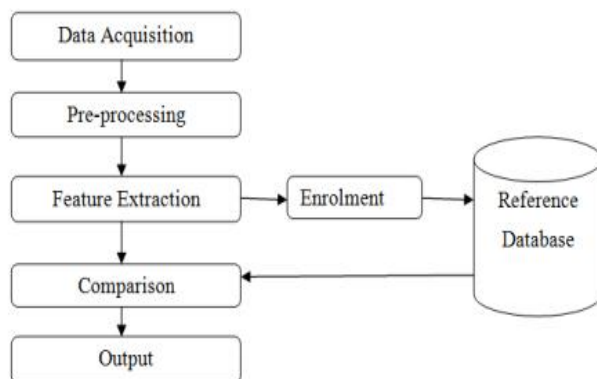 Data Acquisition
Pre-processing
Feature Extraction
Enrolment
Reference
Database
Comparison
Output